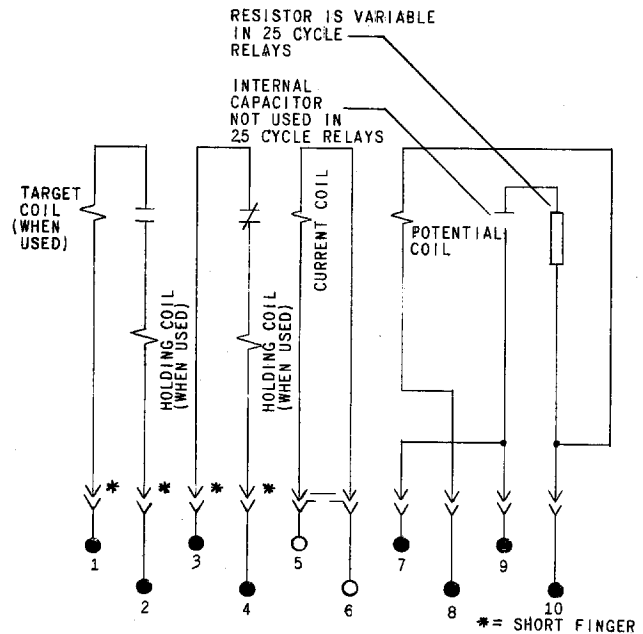 RESISTOR IS VARIABLE
IN 25 CYCLE
RELAYS
INTERNAL
CAPACITOR
NOT USED IN
25 CYCLE RELAYS
TARGET
COIL
(WHEN
USED)
HOLDING COIL
(WHEN USED)
HOLDING COIL
(WHEN USED)
CURRENT COIL
POTENTIAL
COIL
* * * *
1 2 3 4 5 6 7 8 9 10
*= SHORT FINGER